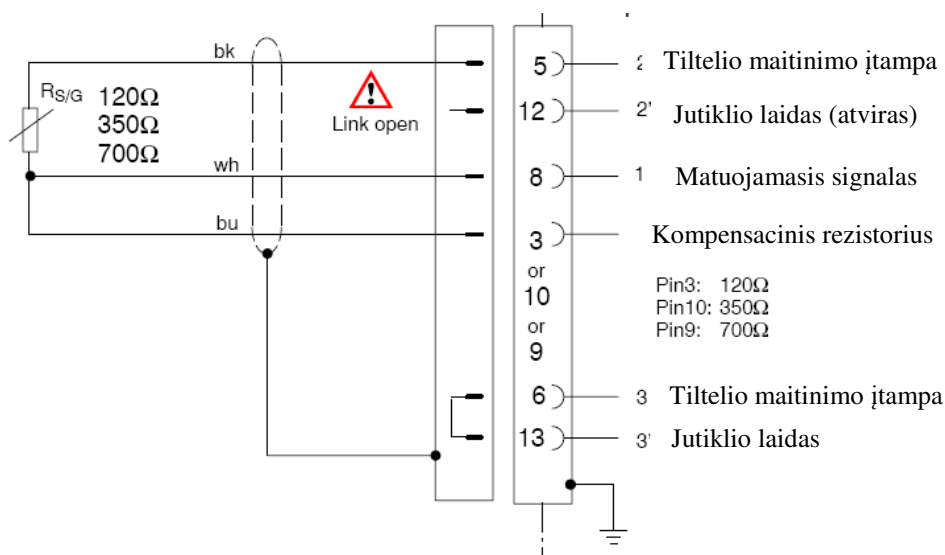 bk
5 2 Tiltelio maitinimo įtampa
R S/G 120Ω
350Ω
700Ω
Link open
12 2' Jutiklio laidas (atviras)
wh
8 1 Matuojamasis signalas
bu
3 Kompensacinis rezistorius
or
10
or
9
Pin3: 120Ω
Pin10: 350Ω
Pin9: 700Ω
6 3 Tiltelio maitinimo įtampa
13 3' Jutiklio laidas